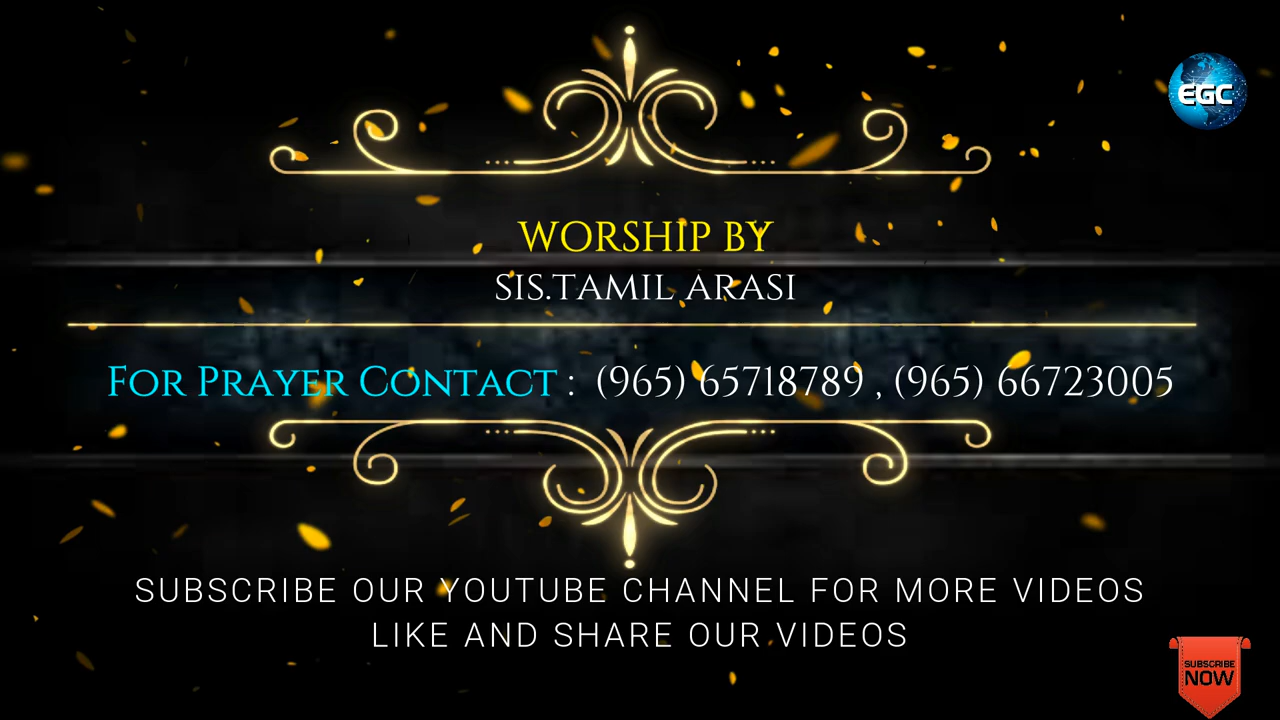 EGC
WORSHIP BY
SIS.TAMIL ARASI
FOR PRAYER CONTACT : (965) 65718789 , (965) 66723005
SUBSCRIBE OUR YOUTUBE CHANNEL FOR MORE VIDEOS
LIKE AND SHARE OUR VIDEOS
SUBSCRIBE
NOW